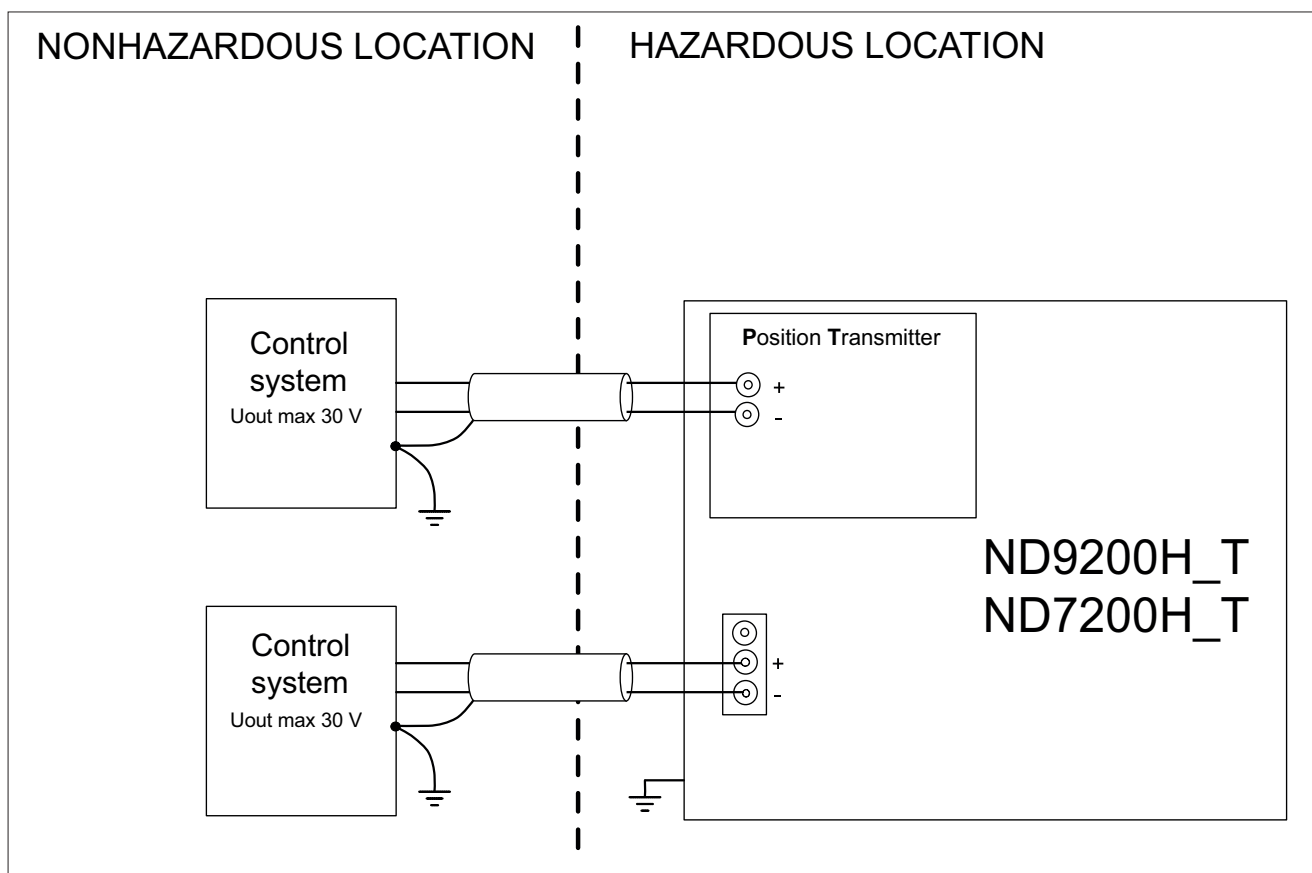 NONHAZARDOUS LOCATION
HAZARDOUS LOCATION
Control
system
Uout max 30 V
Position Transmitter
+
-
ND9200H_T
ND7200H_T
Control
system
Uout max 30 V
+
-